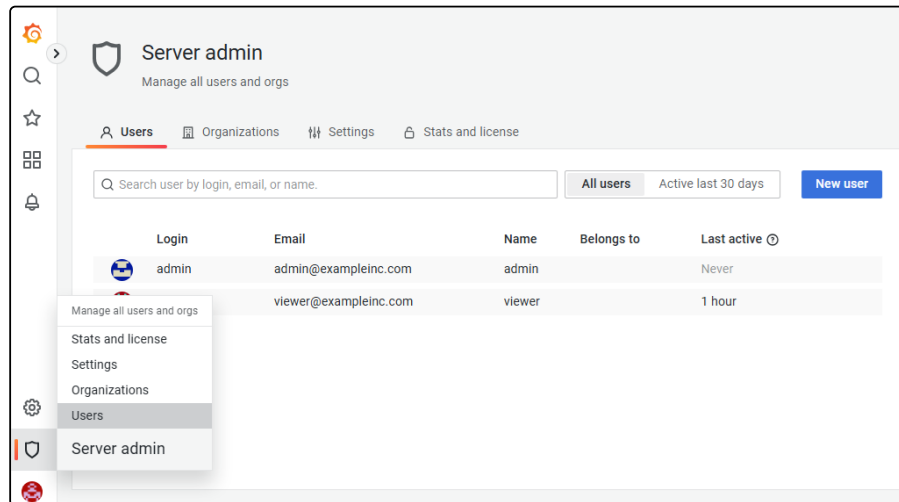 Server admin
Manage all users and orgs
Users
Organizations
Settings
Stats and license
Search user by login, email, or name.
All users
Active last 30 days
New user
Login Email Name Belongs to Last active
admin admin@exampleinc.com admin Never
viewer@exampleinc.com viewer 1 hour
Manage all users and orgs
Stats and license
Settings
Organizations
Users
Server admin